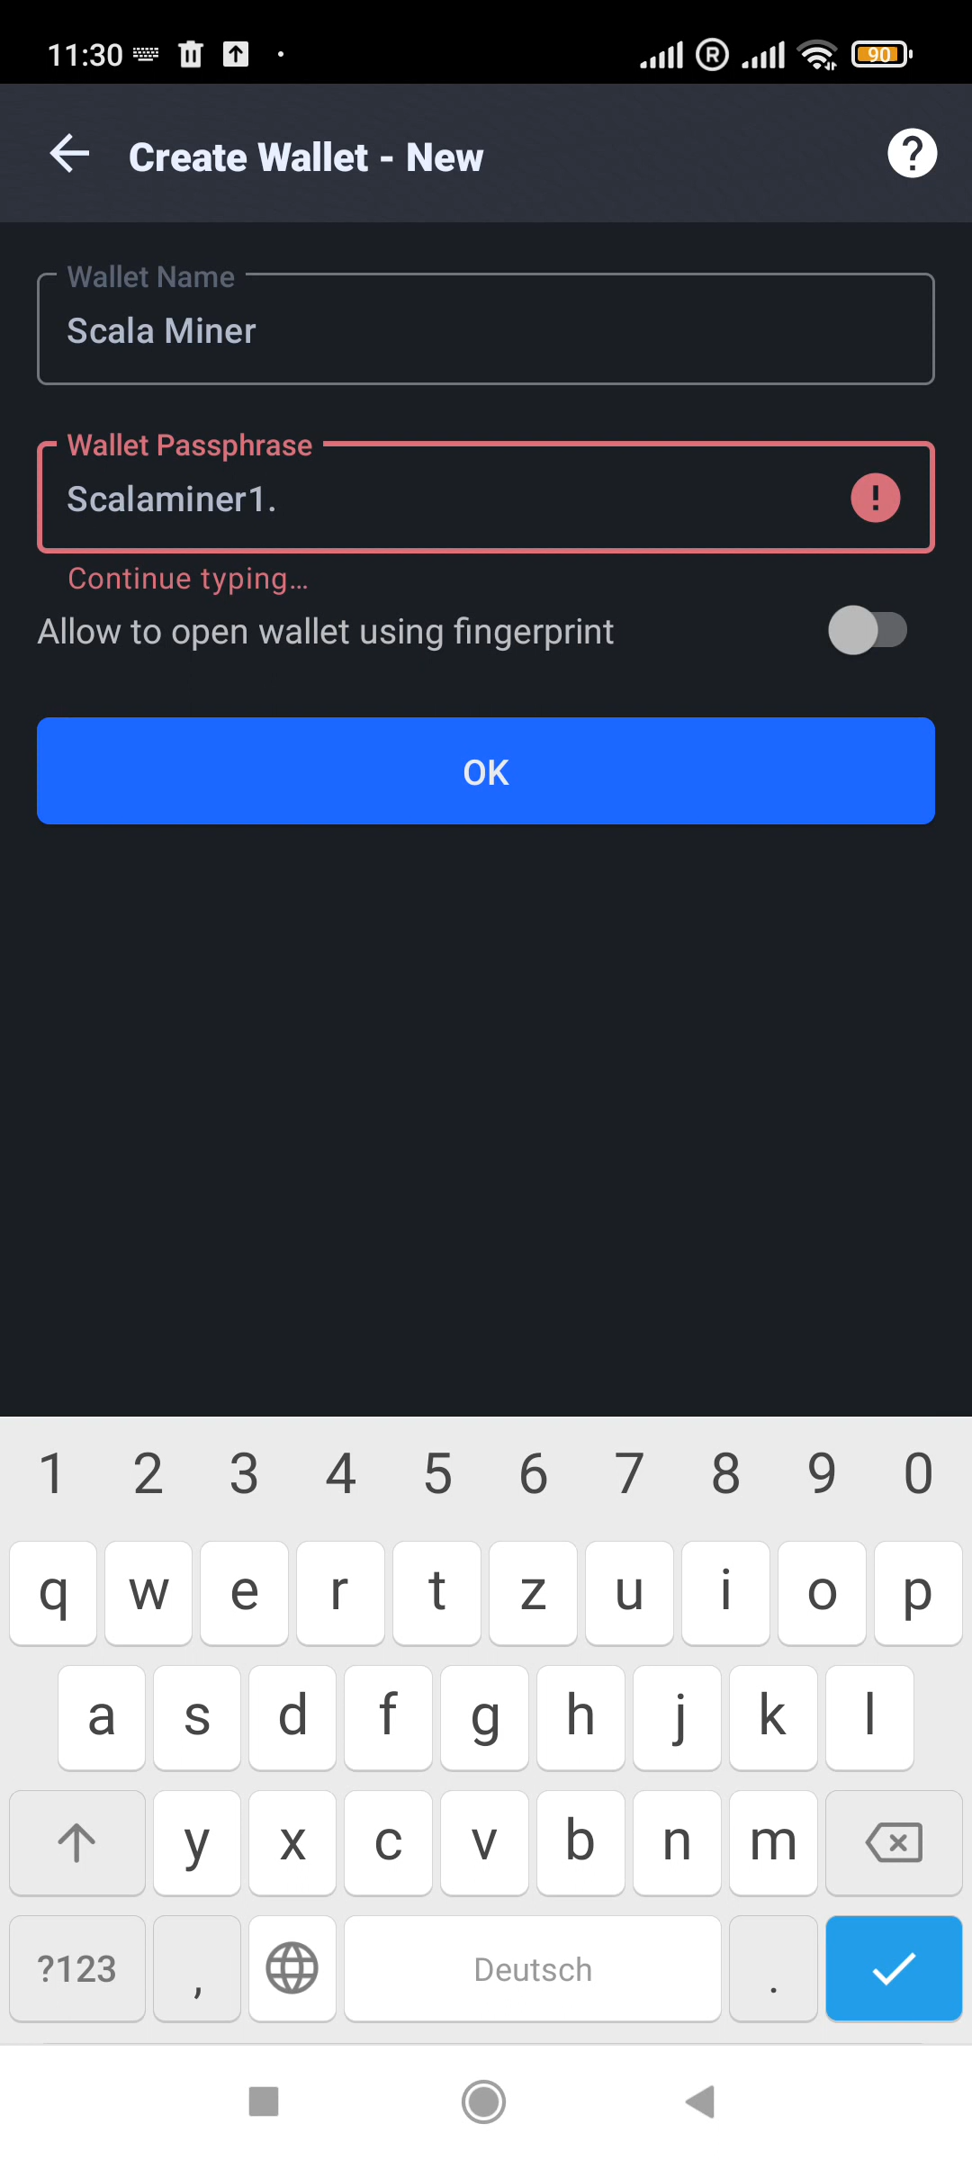 11:30
R
90
Create Wallet - New
?
Wallet Name
Scala Miner
Wallet Passphrase
Scalaminer1.
!
Continue typing…
Allow to open wallet using fingerprint
OK
1 2 3 4 5 6 7 8 9 0
q w e r t z u i o p
a s d f g h j k l
y x c v b n m
?123 , Deutsch .